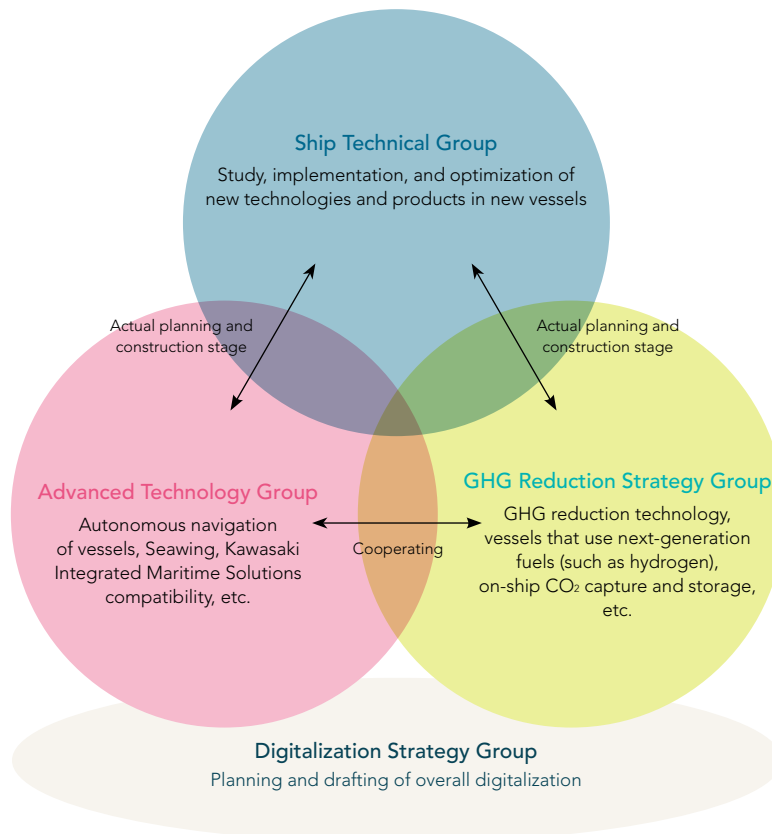 Ship Technical Group
Study, implementation, and optimization of
new technologies and products in new vessels
Actual planning and
construction stage
Actual planning and
construction stage
Advanced Technology Group
Autonomous navigation
of vessels, Seawing, Kawasaki
Integrated Maritime Solutions
compatibility, etc.
Cooperating
GHG Reduction Strategy Group
GHG reduction technology,
vessels that use next-generation
fuels (such as hydrogen),
on-ship CO₂ capture and storage,
etc.
Digitalization Strategy Group
Planning and drafting of overall digitalization